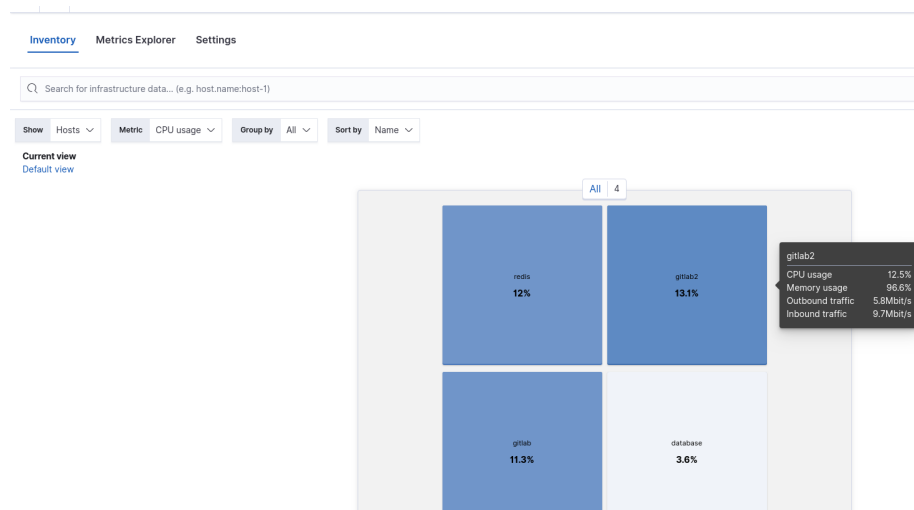 Inventory Metrics Explorer Settings
Search for infrastructure data... (e.g. host.name:host-1)
Show Hosts Metric CPU usage Group by All Sort by Name
Current view
Default view
All 4
redis
12%
gitlab2
13.1%
gitlab2
CPU usage 12.5%
Memory usage 96.6%
Outbound traffic 5.8Mbit/s
Inbound traffic 9.7Mbit/s
gitlab
11.3%
database
3.6%